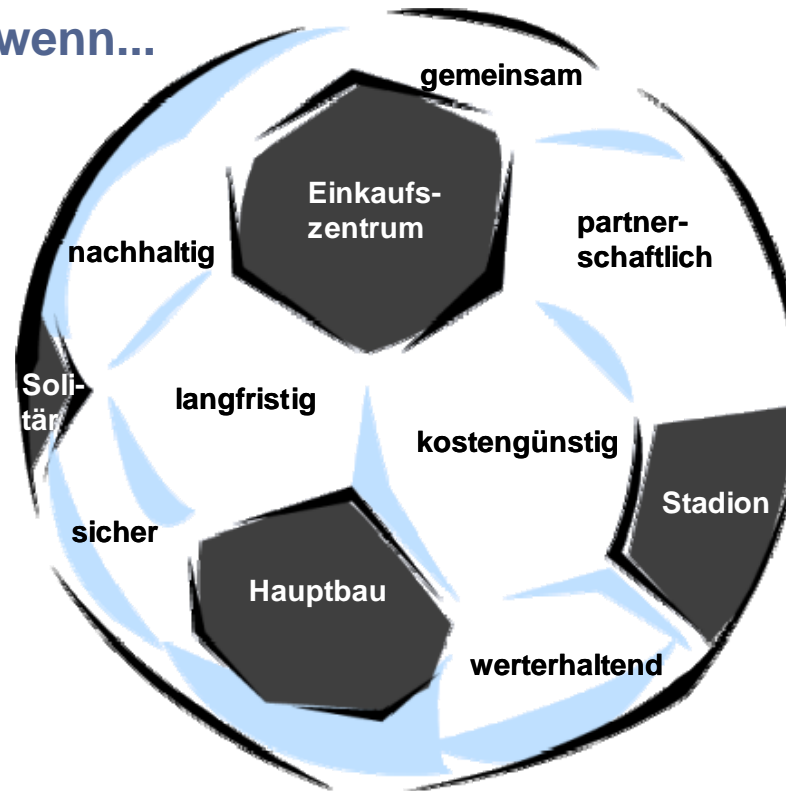 wenn...
gemeinsam
Einkaufs-
zentrum
partner-
schaftlich
nachhaltig
Soli-
tär
langfristig
kostengünstig
Stadion
sicher
Hauptbau
werterhaltend